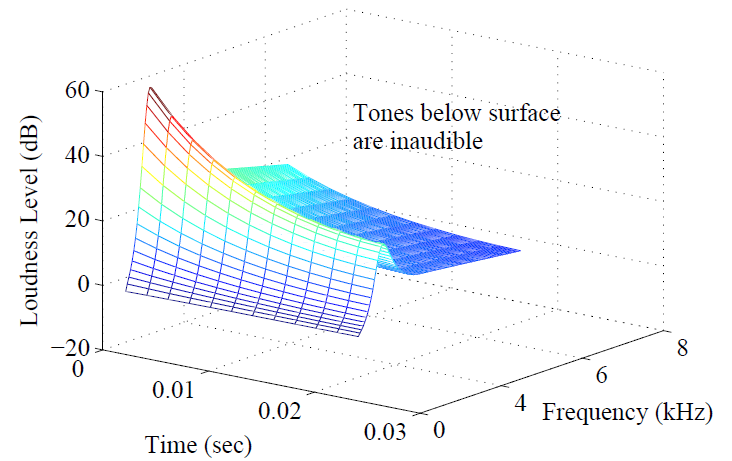 Tones below surface
are inaudible
Loudness Level (dB)
60
40
20
0
−20
0
0.01
0.02
0.03
Time (sec)
0
4
6
8
Frequency (kHz)